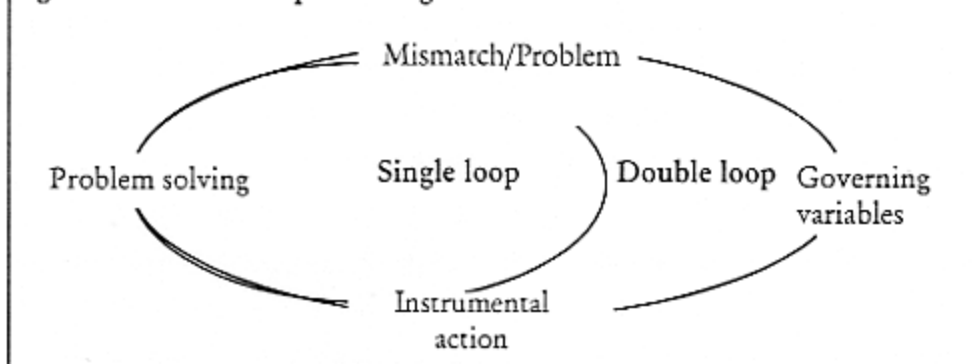 Mismatch/Problem
Problem solving
Single loop
Double loop
Governing
variables
Instrumental
action